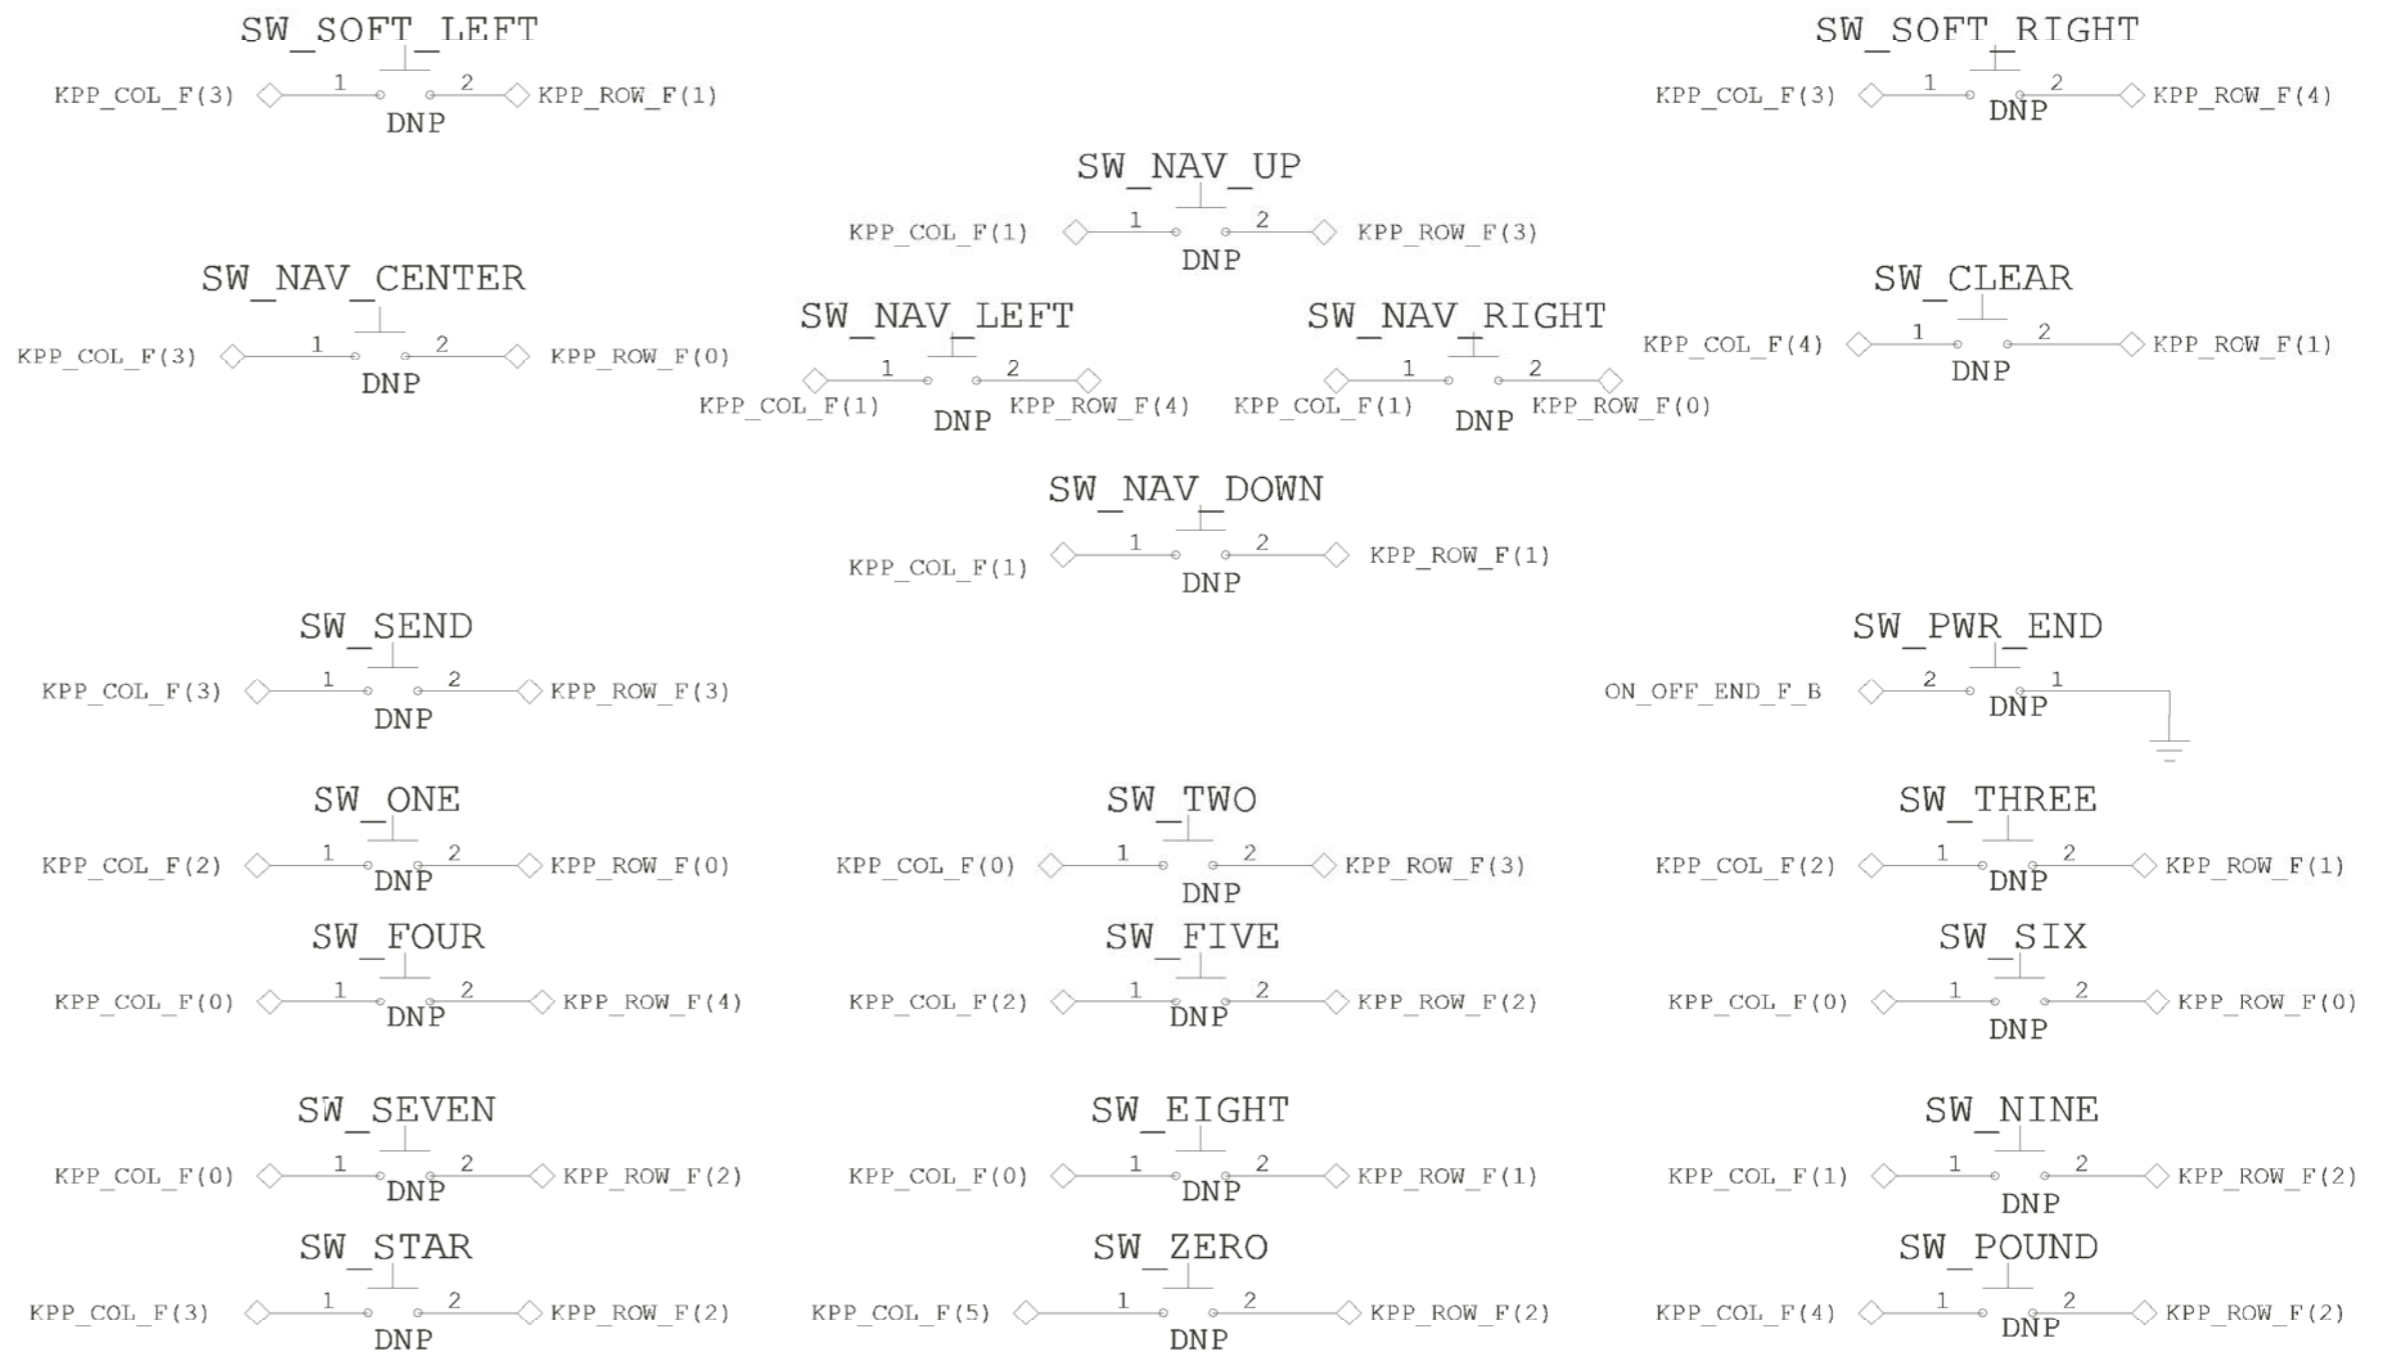 SW_SOFT_LEFT SW_SOFT_RIGHT
KPP_COL_F(3) 1 2 KPP_ROW_F(1) KPP_COL_F(3) 1 2 KPP_ROW_F(4)
DNP DNP
SW_NAV_UP
KPP_COL_F(1) 1 2 KPP_ROW_F(3)
DNP
SW_NAV_CENTER SW_CLEAR
KPP_COL_F(3) 1 2 KPP_ROW_F(0) KPP_COL_F(4) 1 2 KPP_ROW_F(1)
DNP DNP
SW_NAV_LEFT SW_NAV_RIGHT
1 2 1 2
KPP_COL_F(1) DNP KPP_ROW_F(4) KPP_COL_F(1) DNP KPP_ROW_F(0)
SW_NAV_DOWN
KPP_COL_F(1) 1 2 KPP_ROW_F(1)
DNP
SW_SEND SW_PWR_END
KPP_COL_F(3) 1 2 KPP_ROW_F(3) ON_OFF_END_F_B 2 1
DNP DNP
SW_ONE SW_TWO SW_THREE
KPP_COL_F(2) 1 2 KPP_ROW_F(0) KPP_COL_F(0) 1 2 KPP_ROW_F(3) KPP_COL_F(2) 1 2 KPP_ROW_F(1)
DNP DNP DNP
SW_FOUR SW_FIVE SW_SIX
KPP_COL_F(0) 1 2 KPP_ROW_F(4) KPP_COL_F(2) 1 2 KPP_ROW_F(2) KPP_COL_F(0) 1 2 KPP_ROW_F(0)
DNP DNP DNP
SW_SEVEN SW_EIGHT SW_NINE
KPP_COL_F(0) 1 2 KPP_ROW_F(2) KPP_COL_F(0) 1 2 KPP_ROW_F(1) KPP_COL_F(1) 1 2 KPP_ROW_F(2)
DNP DNP DNP
SW_STAR SW_ZERO SW_POUND
KPP_COL_F(3) 1 2 KPP_ROW_F(2) KPP_COL_F(5) 1 2 KPP_ROW_F(2) KPP_COL_F(4) 1 2 KPP_ROW_F(2)
DNP DNP DNP